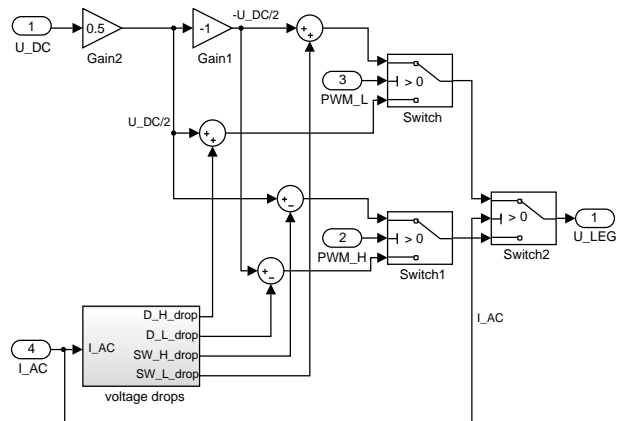 1
U_DC
0.5
Gain2
-1
Gain1
-U_DC/2
+
+
3
PWM_L
> 0
Switch
U_DC/2
+
+
+
−
2
PWM_H
> 0
Switch1
> 0
Switch2
1
U_LEG
+
−
I_AC
4
I_AC
I_AC
D_H_drop
D_L_drop
SW_H_drop
SW_L_drop
voltage drops